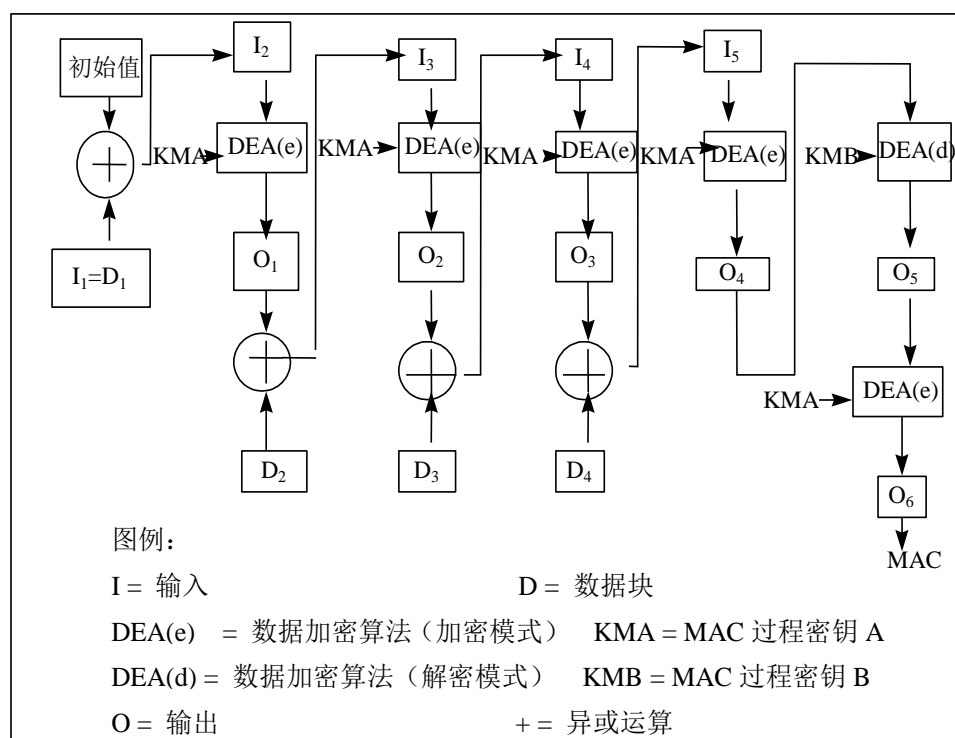 初始值 I₂ I₃ I₄ I₅
KMA DEA(e) KMA DEA(e) KMA DEA(e) KMA DEA(e) KMB DEA(d)
I₁=D₁ O₁ O₂ O₃ O₄ O₅
KMA DEA(e)
D₂ D₃ D₄ O₆
MAC
图例：
I = 输入 D = 数据块
DEA(e) = 数据加密算法（加密模式） KMA = MAC 过程密钥 A
DEA(d) = 数据加密算法（解密模式） KMB = MAC 过程密钥 B
O = 输出 + = 异或运算